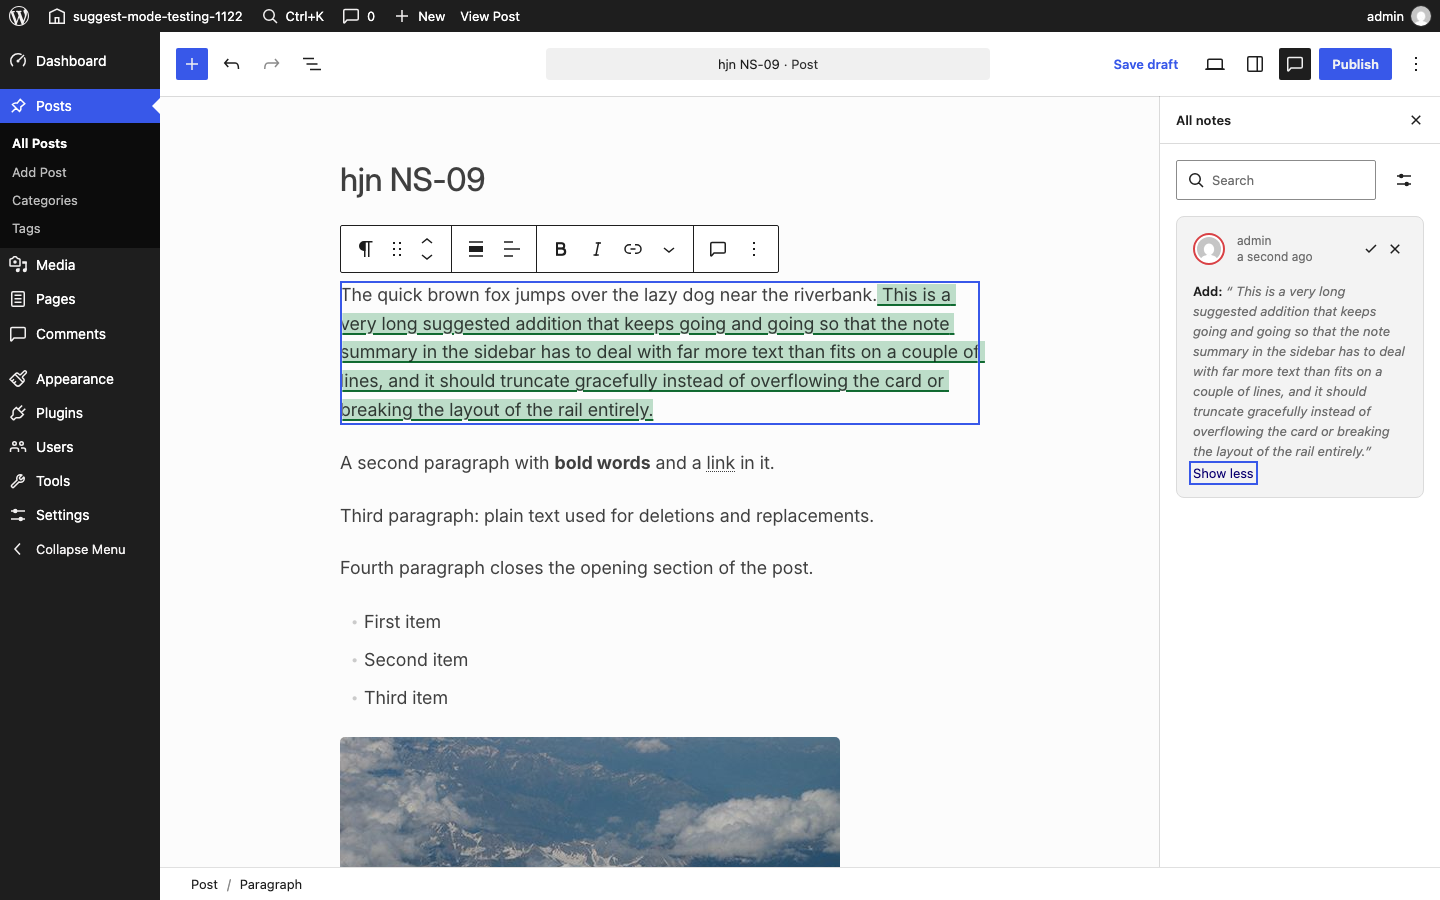 suggest-mode-testing-1122
Ctrl+K
0
New
View Post
admin
Dashboard
Posts
All Posts
Add Post
Categories
Tags
Media
Pages
Comments
Appearance
Plugins
Users
Tools
Settings
Collapse Menu
hjn NS-09 · Post
Save draft
Publish
hjn NS-09
B I
The quick brown fox jumps over the lazy dog near the riverbank. This is a
very long suggested addition that keeps going and going so that the note
summary in the sidebar has to deal with far more text than fits on a couple of
lines, and it should truncate gracefully instead of overflowing the card or
breaking the layout of the rail entirely.
A second paragraph with bold words and a link in it.
Third paragraph: plain text used for deletions and replacements.
Fourth paragraph closes the opening section of the post.
• First item
• Second item
• Third item
All notes
Search
admin
a second ago
Add: “ This is a very long
suggested addition that keeps
going and going so that the note
summary in the sidebar has to deal
with far more text than fits on a
couple of lines, and it should
truncate gracefully instead of
overflowing the card or breaking
the layout of the rail entirely.”
Show less
Post / Paragraph